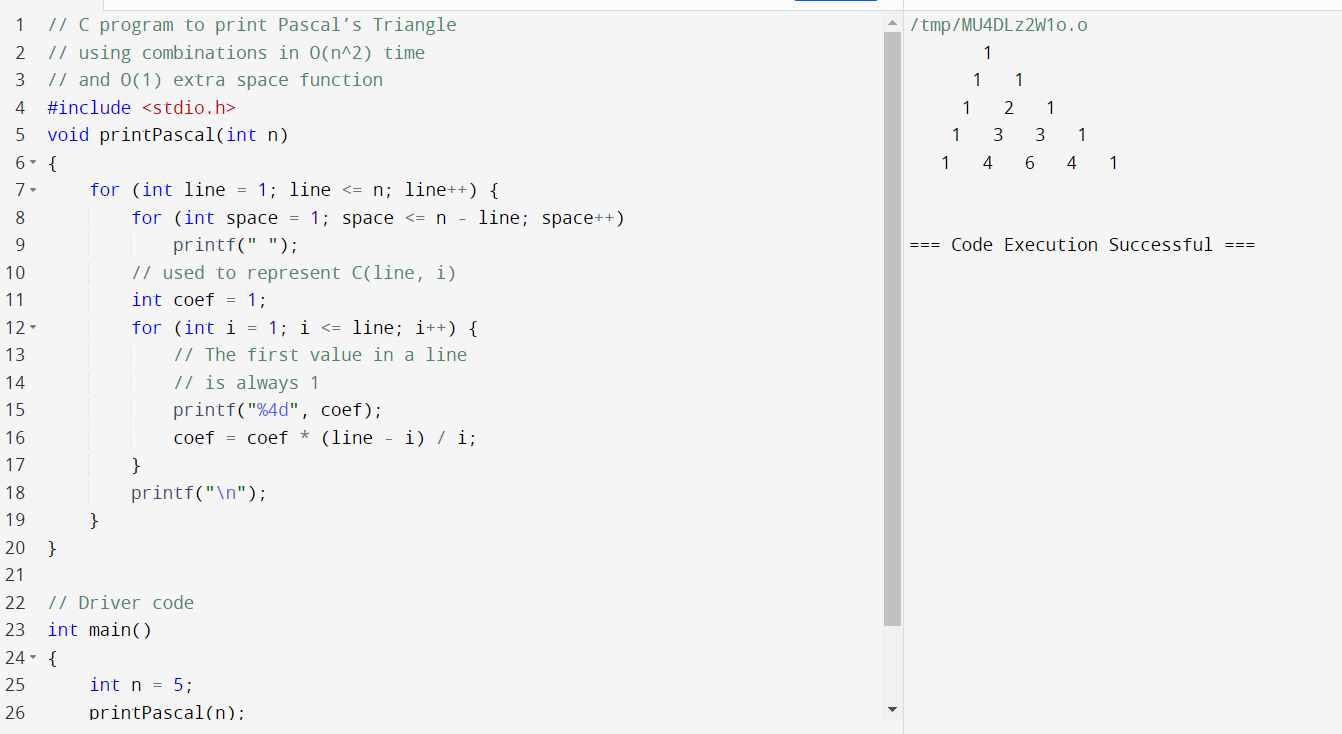 1 // C program to print Pascal’s Triangle
2 // using combinations in O(n^2) time
3 // and O(1) extra space function
4 #include <stdio.h>
5 void printPascal(int n)
6 {
7     for (int line = 1; line <= n; line++) {
8         for (int space = 1; space <= n - line; space++)
9             printf(" ");
10         // used to represent C(line, i)
11         int coef = 1;
12         for (int i = 1; i <= line; i++) {
13             // The first value in a line
14             // is always 1
15             printf("%4d", coef);
16             coef = coef * (line - i) / i;
17         }
18         printf("\n");
19     }
20 }
21
22 // Driver code
23 int main()
24 {
25     int n = 5;
26     printPascal(n);
/tmp/MU4DLz2W1o.o
       1
      1   1
     1   2   1
    1   3   3   1
   1   4   6   4   1
=== Code Execution Successful ===